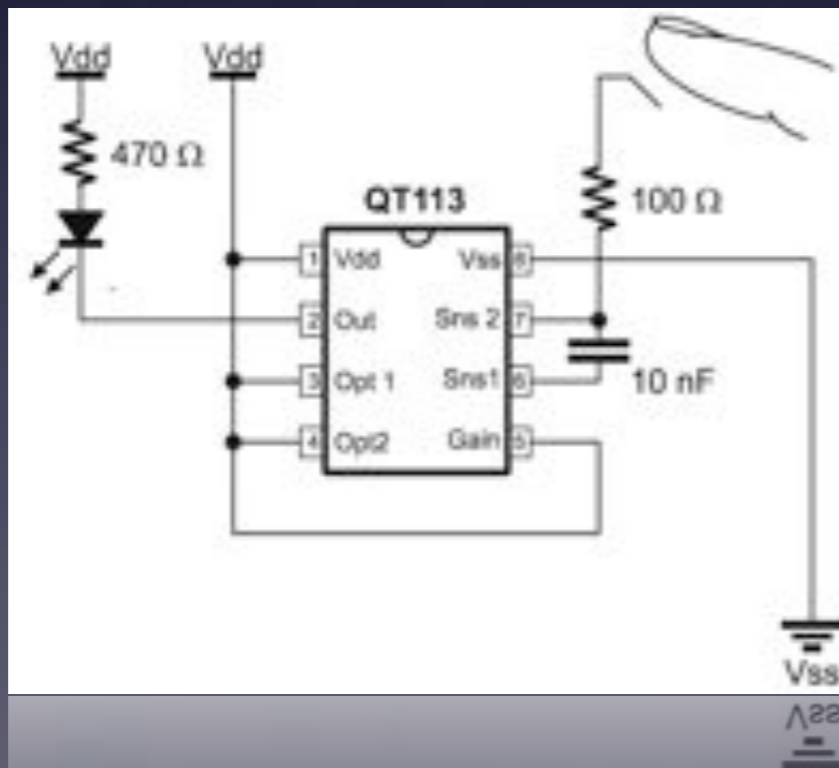 Vdd Vdd
470 Ω
QT113
100 Ω
1 Vdd Vss 8
2 Out Sns 2 7
3 Opt 1 Sns1 6
10 nF
4 Opt2 Gain 5
Vss
Vss